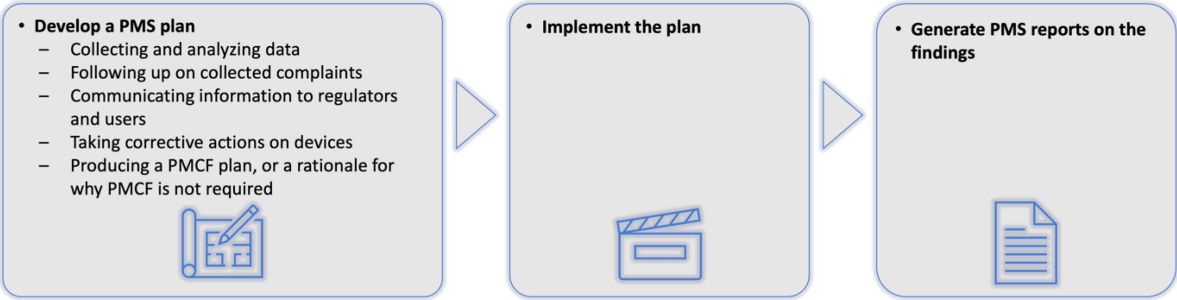 • Develop a PMS plan
– Collecting and analyzing data
– Following up on collected complaints
– Communicating information to regulators
and users
– Taking corrective actions on devices
– Producing a PMCF plan, or a rationale for
why PMCF is not required
• Implement the plan
• Generate PMS reports on the
findings